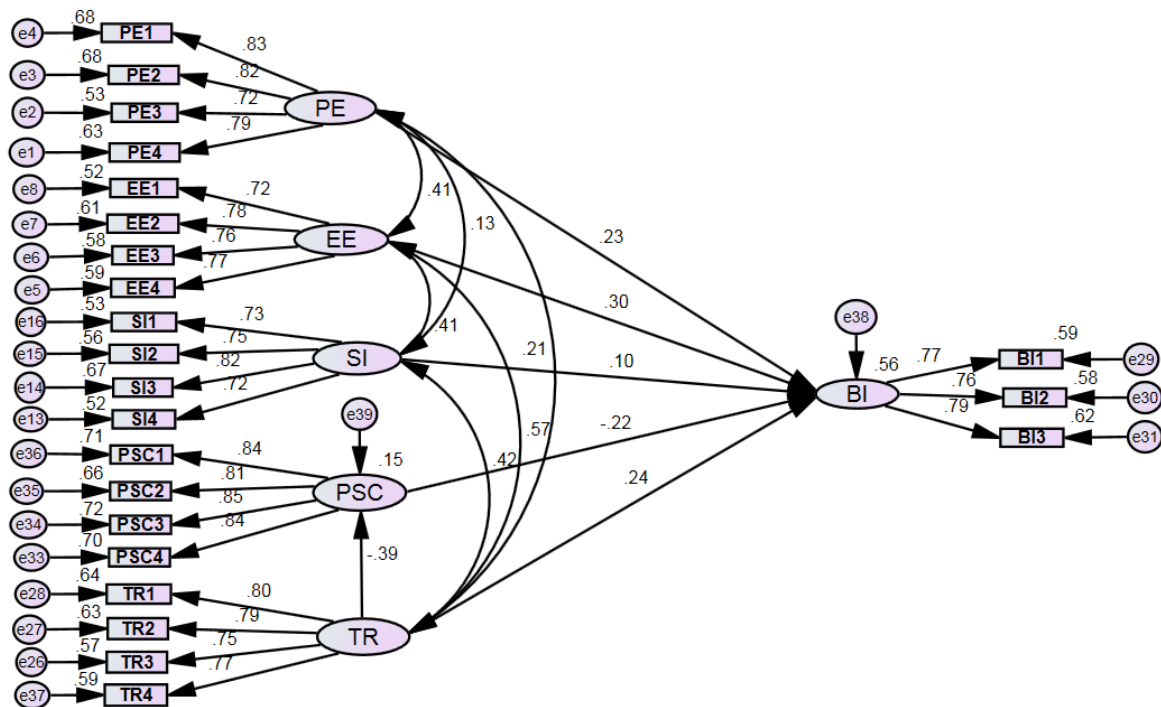 e4 .68 PE1 .83
e3 .68 PE2 .82
e2 .53 PE3 .72 PE
e1 .63 PE4 .79
e8 .52 EE1 .72 .41
e7 .61 EE2 .78 .13
e6 .58 EE3 .76 EE .23
e5 .59 EE4 .77 .30
e16 .53 SI1 .73 .41 e38
e15 .56 SI2 .75 SI .21 .10 .59
e14 .67 SI3 .82 .56 .77 BI1 e29
e13 .52 SI4 .72 e39 BI .76 BI2 .58 e30
.57 -.22 .79 BI3 .62 e31
e36 .71 PSC1 .84 .15 .42
e35 .66 PSC2 .81 PSC .24
e34 .72 PSC3 .85
e33 .70 PSC4 .84 -.39
e28 .64 TR1 .80
e27 .63 TR2 .79 TR
e26 .57 TR3 .75
e37 .59 TR4 .77